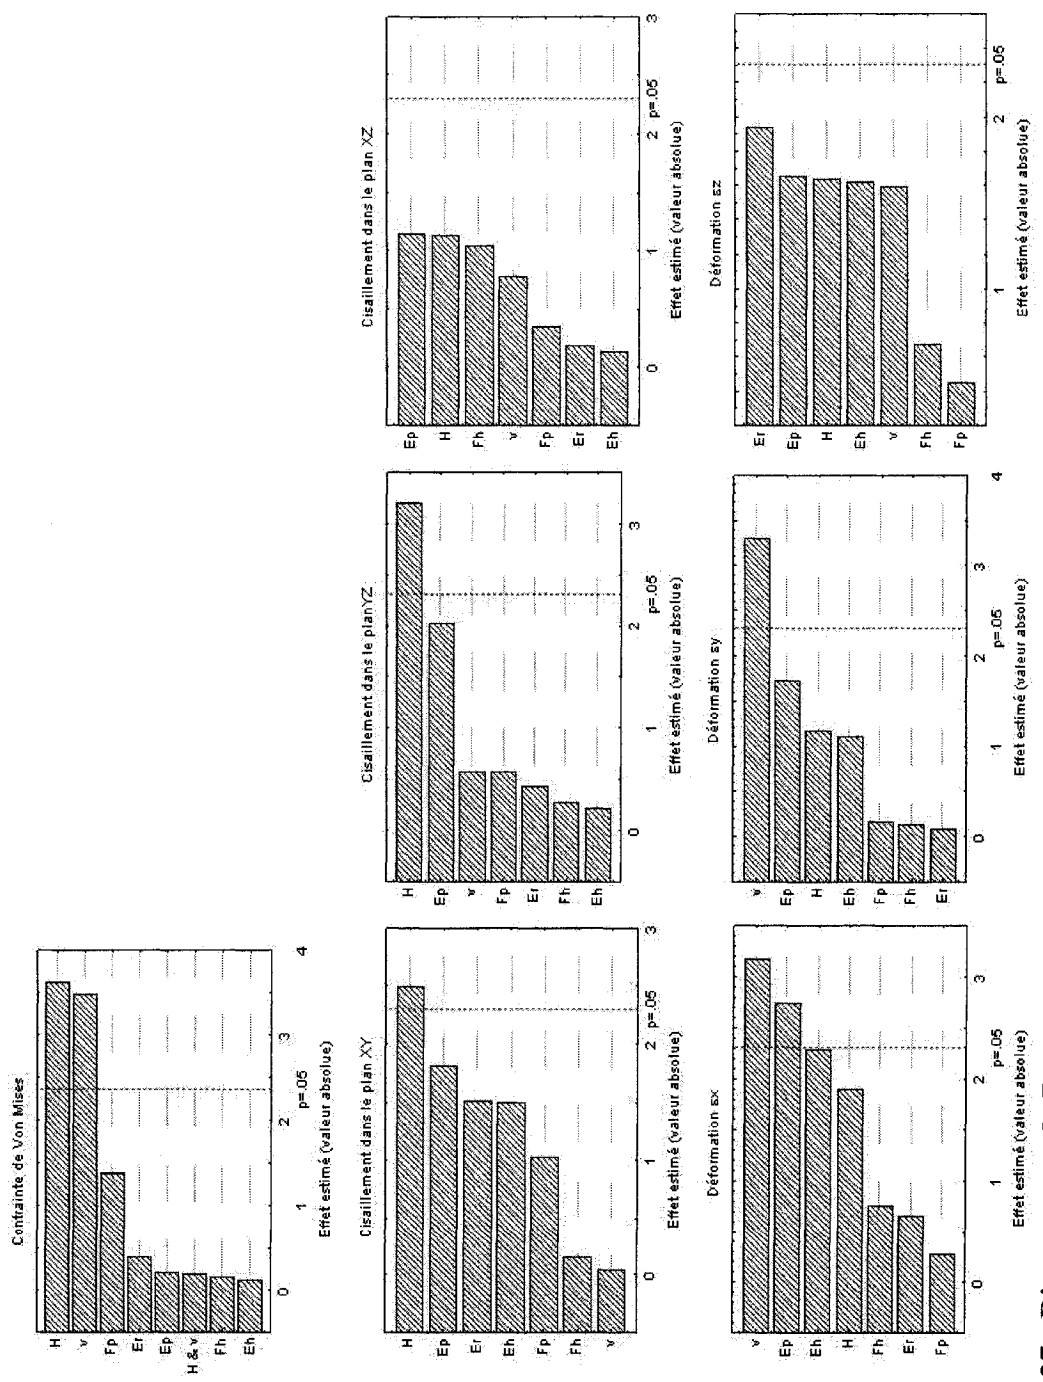 Contrainte de Von Mises
H
v
Fp
Er
Ep
H & v
Fh
Eh
0
1
2
p=.05
3
4
Effet estimé (valeur absolue)
Cisaillement dans le plan XY
H
Ep
Er
Eh
Fp
Fh
v
0
1
2
p=.05
3
Effet estimé (valeur absolue)
Cisaillement dans le plan YZ
H
Ep
v
Fp
Er
Fh
Eh
0
1
2
p=.05
3
Effet estimé (valeur absolue)
Cisaillement dans le plan XZ
Ep
H
Fh
v
Fp
Er
Eh
0
1
2
p=.05
3
Effet estimé (valeur absolue)
Déformation εx
v
Ep
Eh
H
Fh
Er
Fp
0
1
2
p=.05
3
Effet estimé (valeur absolue)
Déformation εy
v
Ep
H
Eh
Fp
Fh
Er
0
1
2
p=.05
3
4
Effet estimé (valeur absolue)
Déformation εz
Er
Ep
H
Eh
v
Fh
Fp
1
2
p=.05
Effet estimé (valeur absolue)